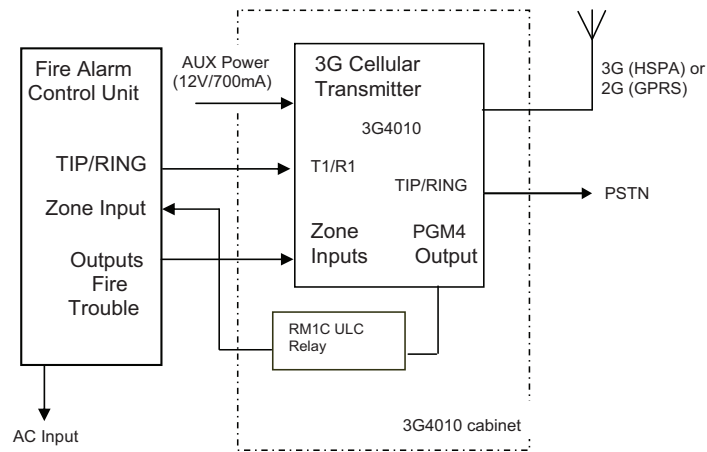 Fire Alarm
Control Unit
TIP/RING
Zone Input
Outputs
Fire
Trouble
AC Input
AUX Power
(12V/700mA)
3G Cellular
Transmitter
3G4010
T1/R1
TIP/RING
Zone
Inputs
PGM4
Output
RM1C ULC
Relay
3G4010 cabinet
3G (HSPA) or
2G (GPRS)
PSTN